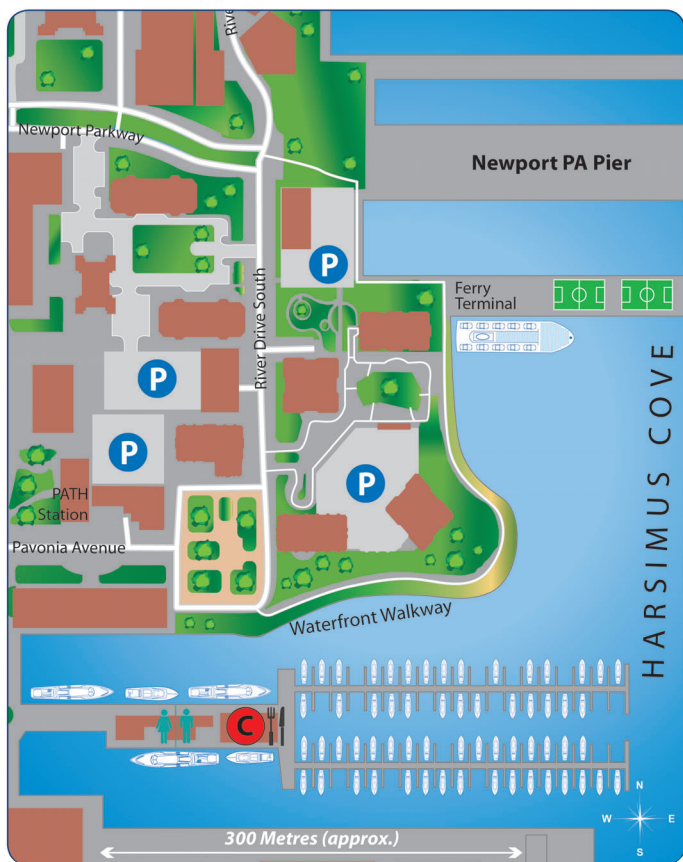 Newport Parkway
Newport PA Pier
P
River Drive South
Ferry
Terminal
P
P
P
HARSIMUS COVE
PATH
Station
Pavonia Avenue
Waterfront Walkway
C
N
W
E
S
300 Metres (approx.)